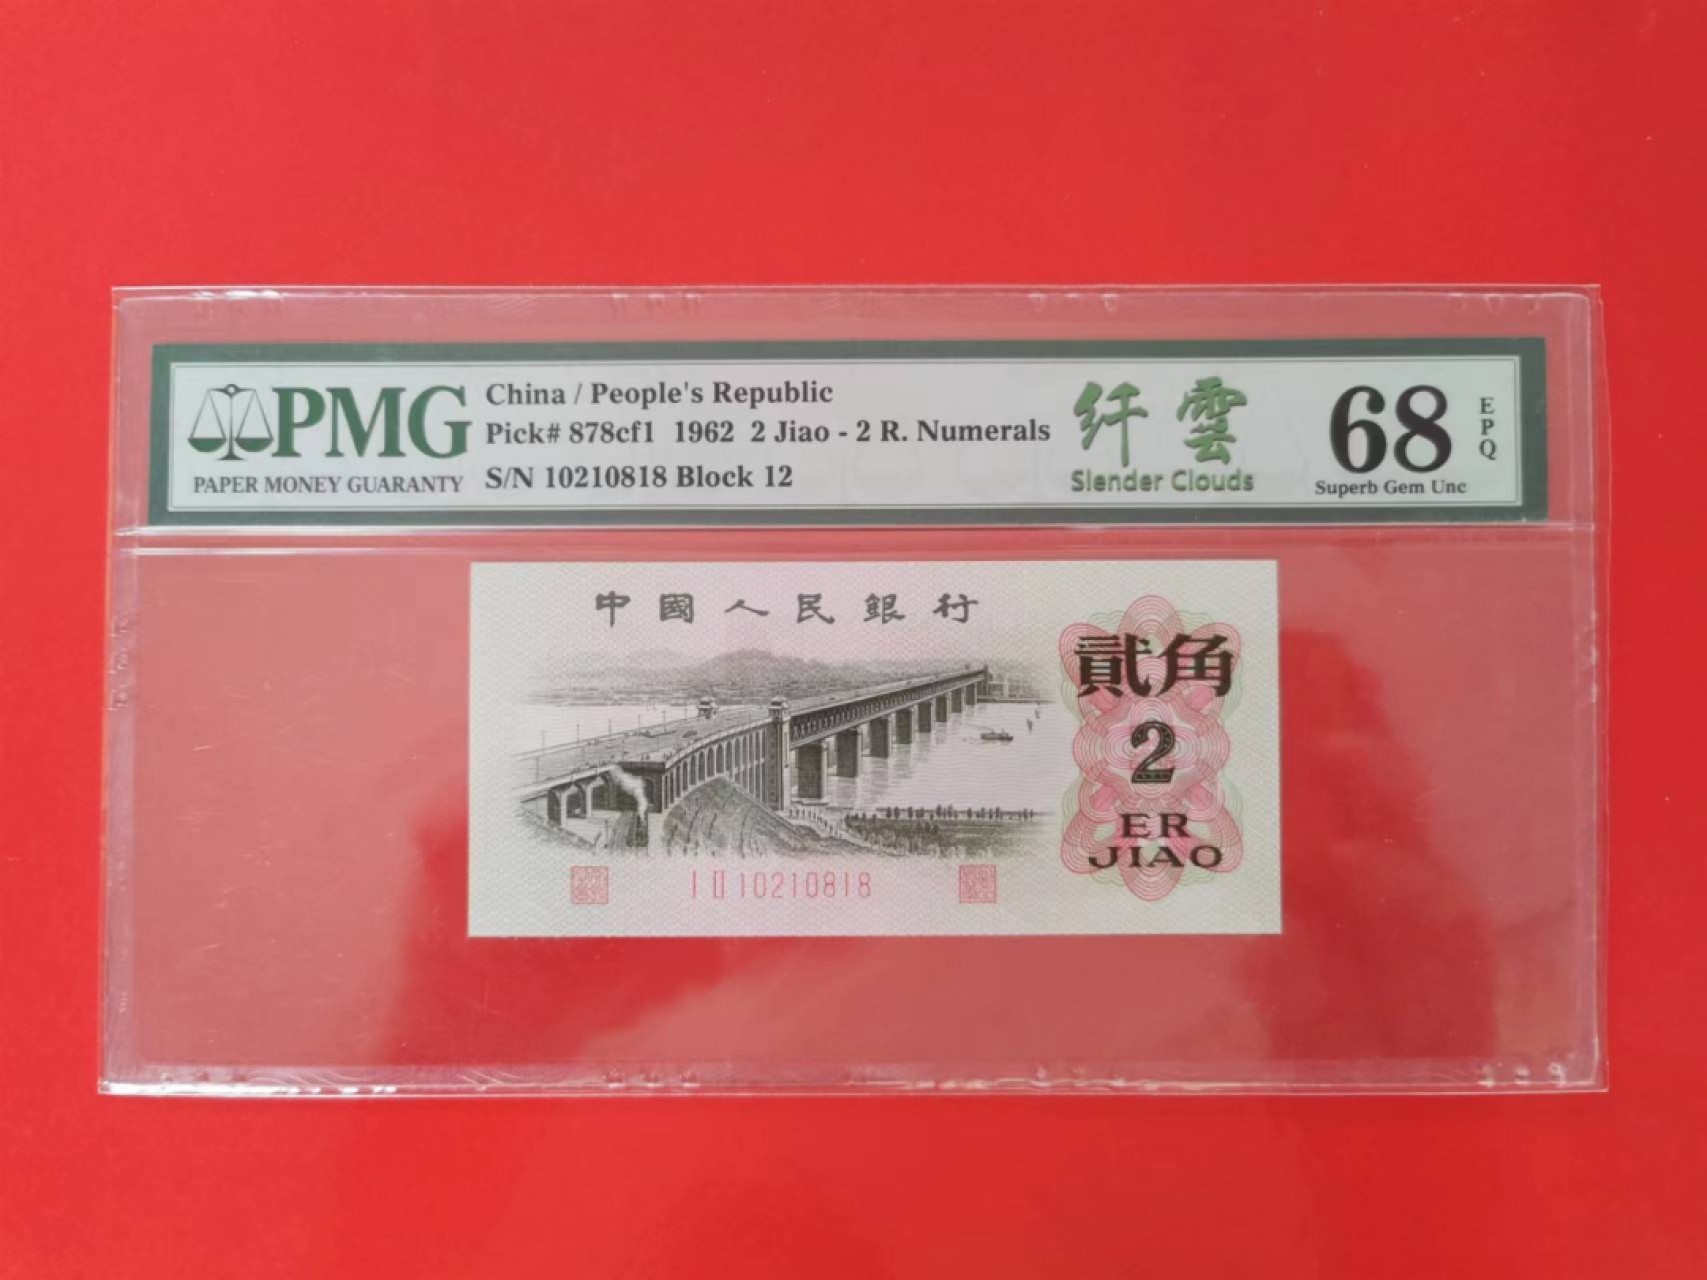 PMG
PAPER MONEY GUARANTY
China / People's Republic
Pick# 878cf1 1962 2 Jiao - 2 R. Numerals
S/N 10210818 Block 12
纤雲
Slender Clouds
68
Superb Gem Unc
EPQ
中國人民銀行
貳角
2
ER
JIAO
I II 10210818